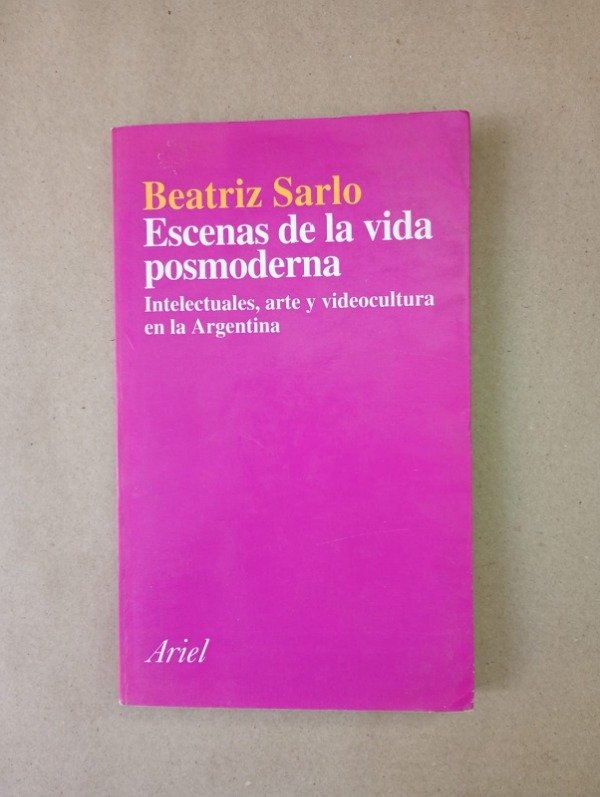 Beatriz Sarlo
Escenas de la vida
posmoderna
Intelectuales, arte y videocultura
en la Argentina
Ariel